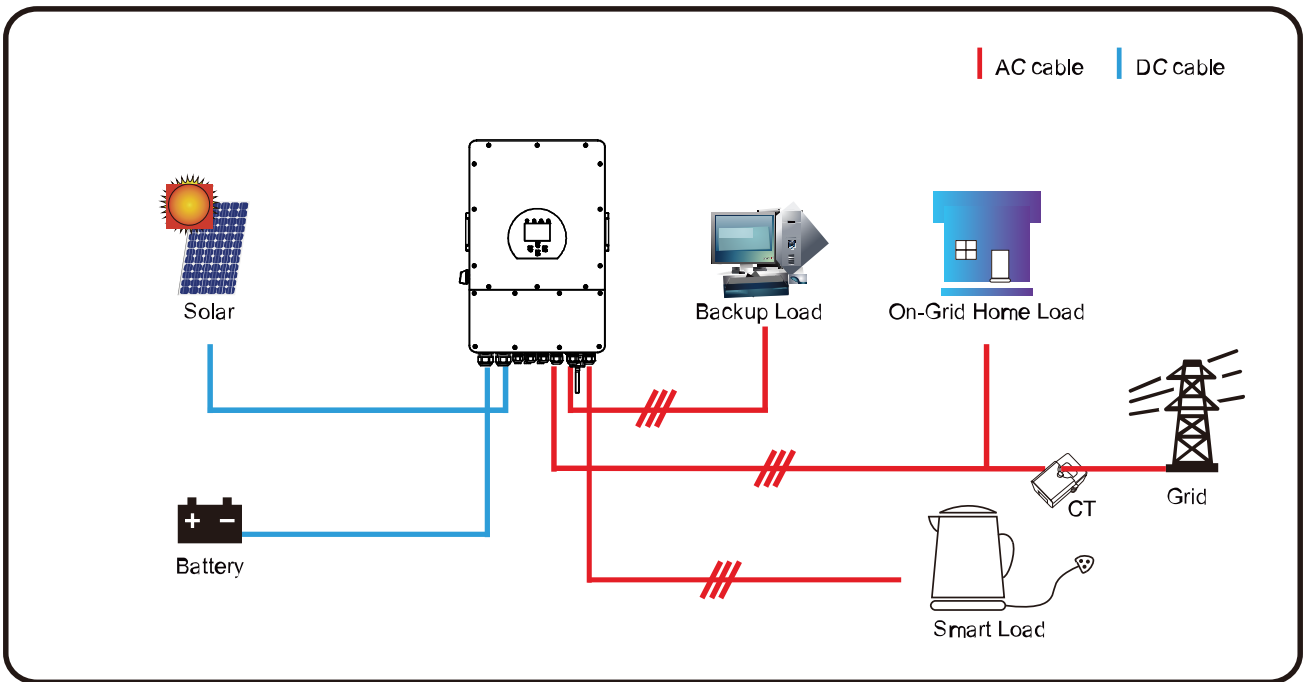 AC cable
DC cable
Solar
Backup Load
On-Grid Home Load
Grid
CT
Battery
Smart Load